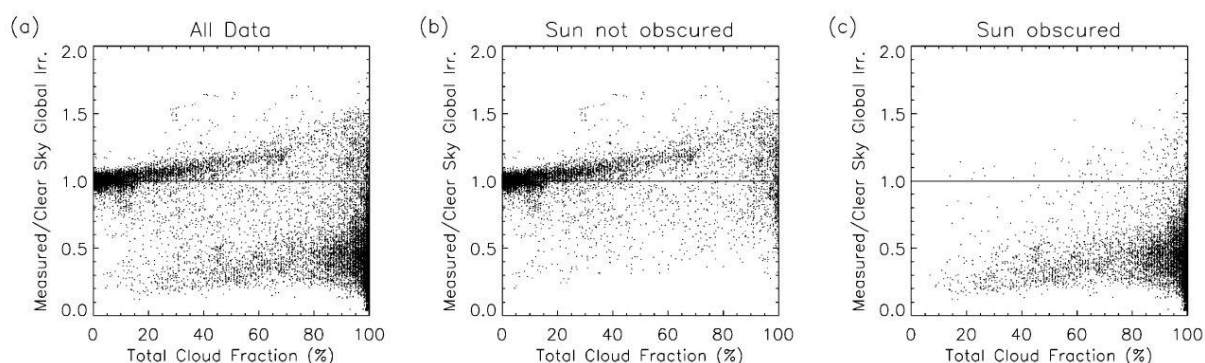 (a) All Data
Measured/Clear Sky Global Irr.
2.0
1.5
1.0
0.5
0.0
0 20 40 60 80 100
Total Cloud Fraction (%)
(b) Sun not obscured
Measured/Clear Sky Global Irr.
2.0
1.5
1.0
0.5
0.0
0 20 40 60 80 100
Total Cloud Fraction (%)
(c) Sun obscured
Measured/Clear Sky Global Irr.
2.0
1.5
1.0
0.5
0.0
0 20 40 60 80 100
Total Cloud Fraction (%)